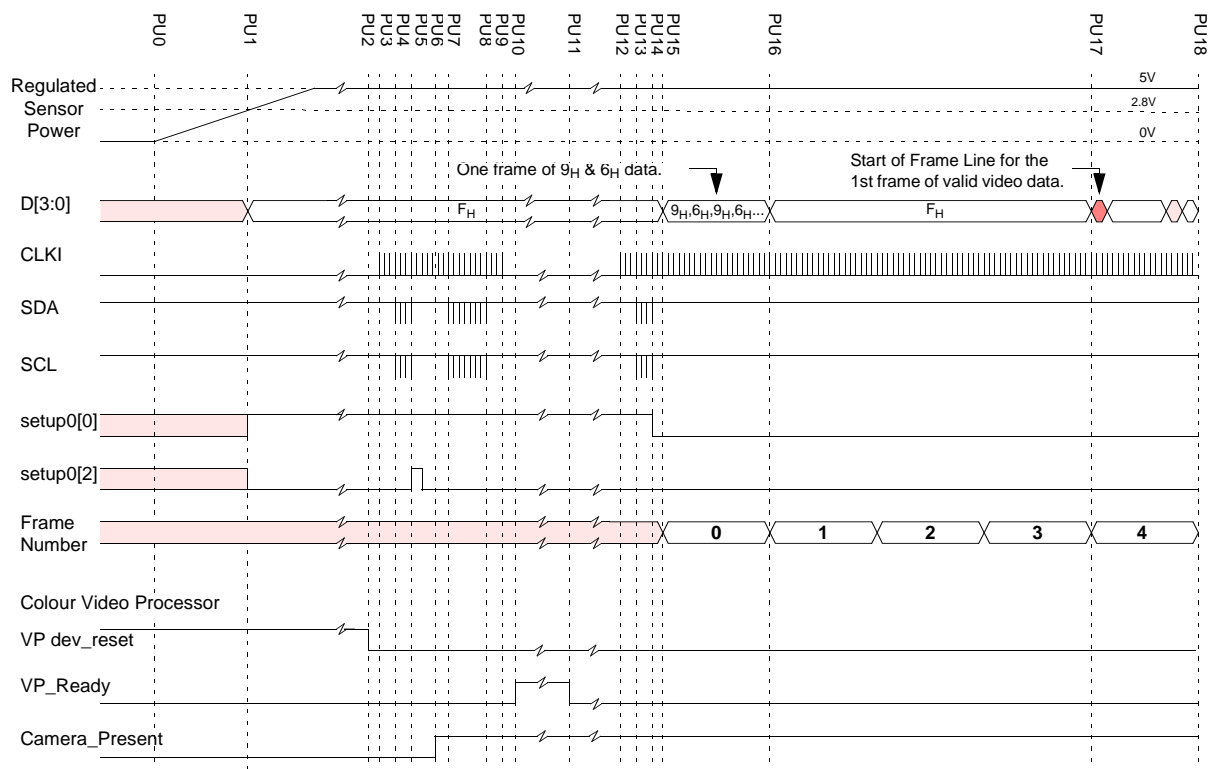 PU0
PU1
PU2
PU3
PU4
PU5
PU6
PU7
PU8
PU9
PU10
PU11
PU12
PU13
PU14
PU15
PU16
PU17
PU18
Regulated
Sensor
Power
5V
2.8V
0V
One frame of 9H & 6H data.
Start of Frame Line for the
1st frame of valid video data.
D[3:0]
FH
9H,6H,9H,6H...
FH
CLKI
SDA
SCL
setup0[0]
setup0[2]
Frame
Number
0
1
2
3
4
Colour Video Processor
VP dev_reset
VP_Ready
Camera_Present